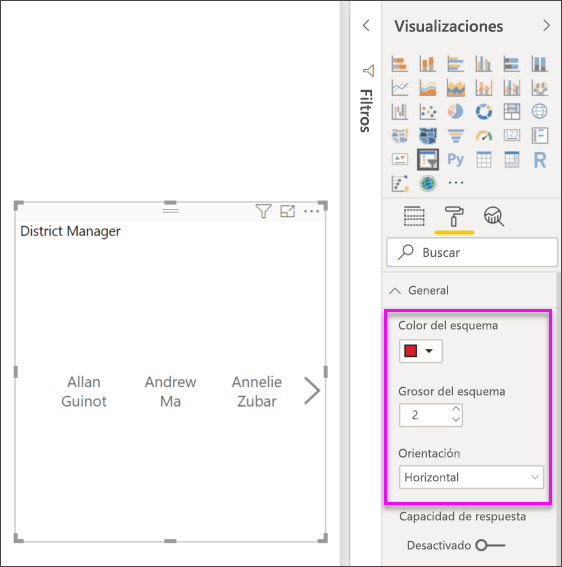 District Manager
Allan
Guinot
Andrew
Ma
Annelie
Zubar
Filtros
Visualizaciones
123
Py
R
Buscar
General
Color del esquema
Grosor del esquema
2
Orientación
Horizontal
Capacidad de respuesta
Desactivado